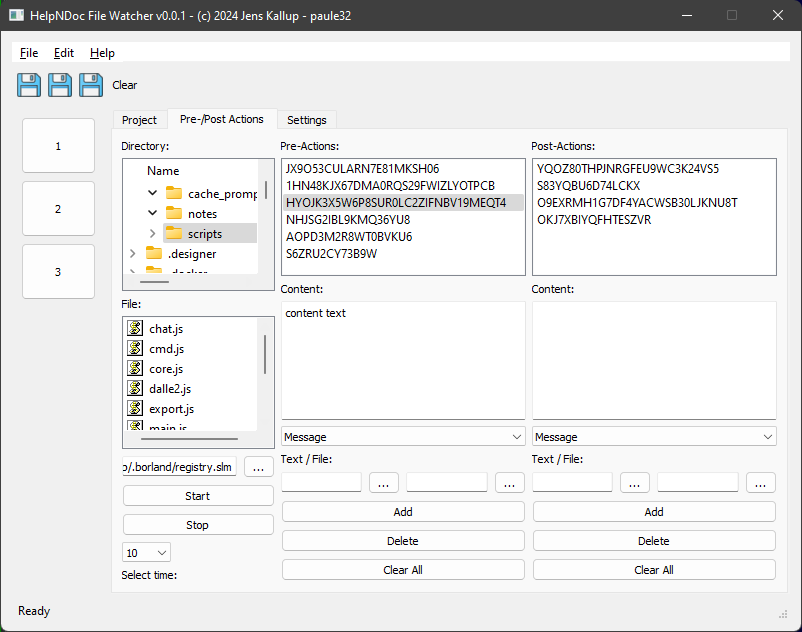 HelpNDoc File Watcher v0.0.1 - (c) 2024 Jens Kallup - paule32
File Edit Help
Clear
1
2
3
Project Pre-/Post Actions Settings
Directory:
Name
cache_promp
notes
scripts
.designer
.docker
File:
chat.js
cmd.js
core.js
dalle2.js
export.js
main.js
o/.borland/registry.slm ...
Start
Stop
10
Select time:
Pre-Actions:
JX9O53CULARN7E81MKSH06
1HN48KJX67DMA0RQS29FWIZLYOTPCB
HYOJK3X5W6P8SUR0LC2ZIFNBV19MEQT4
NHJSG2IBL9KMQ36YU8
AOPD3M2R8WT0BVKU6
S6ZRU2CY73B9W
Content:
content text
Message
Text / File:
... ...
Add
Delete
Clear All
Post-Actions:
YQOZ80THPJNRGFEU9WC3K24VS5
S83YQBU6D74LCKX
O9EXRMH1G7DF4YACWSB30LJKNU8T
OKJ7XBIYQFHTESZVR
Content:
Message
Text / File:
... ...
Add
Delete
Clear All
Ready